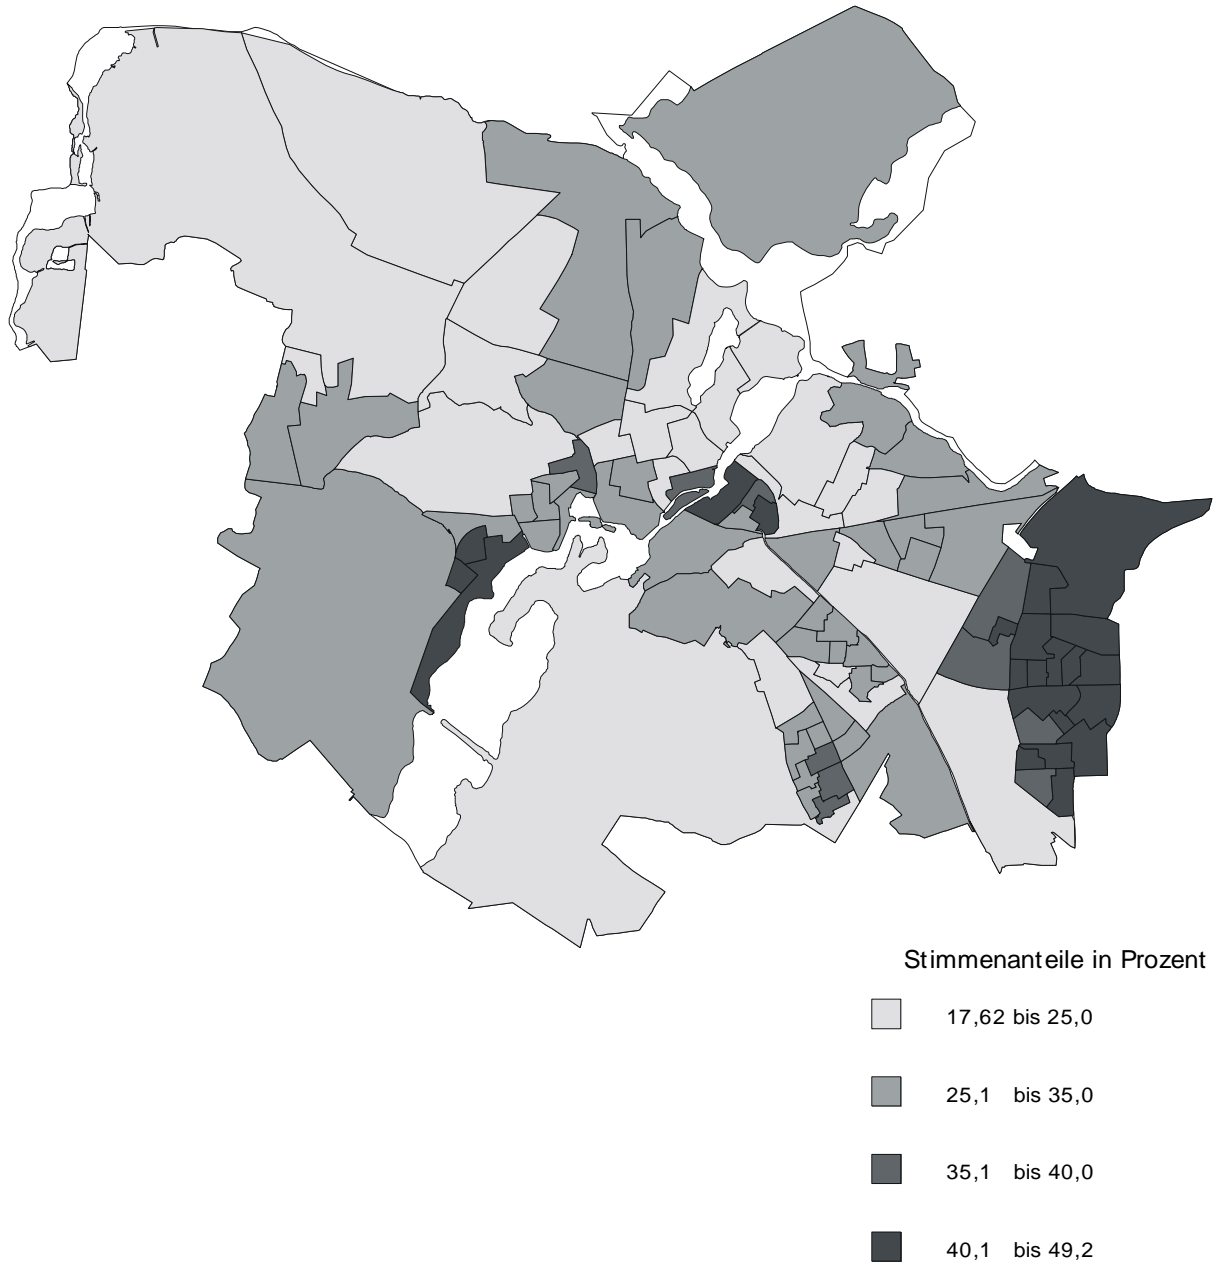 Stimmenanteile in Prozent
17,62 bis 25,0
25,1 bis 35,0
35,1 bis 40,0
40,1 bis 49,2